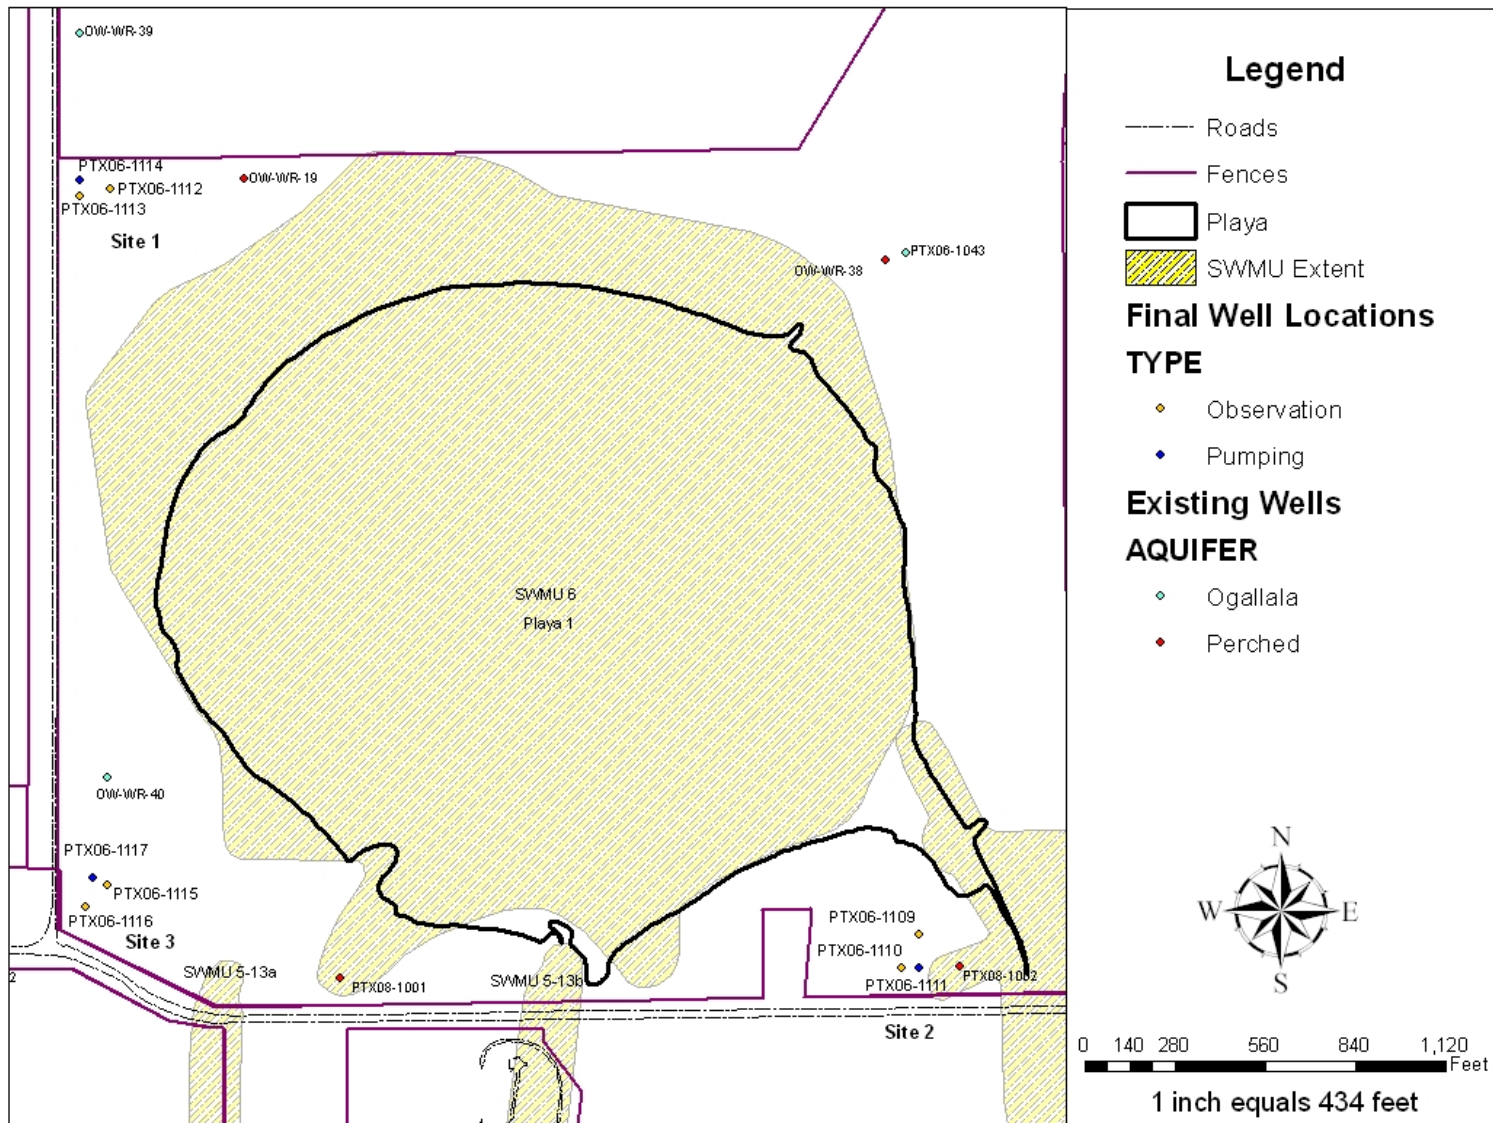 OW-WR-39
PTX06-1114
PTX06-1112
OW-WR-19
PTX06-1113
Site 1
PTX06-1043
OW-WR-38
SWMU 6
Playa 1
OW-WR-40
PTX06-1117
PTX06-1115
PTX06-1116
Site 3
SWMU 5-13a
PTX08-1001
SWMU 5-13b
PTX06-1109
PTX06-1110
PTX06-1111
PTX08-1002
Site 2
2
Legend
Roads
Fences
Playa
SWMU Extent
Final Well Locations
TYPE
Observation
Pumping
Existing Wells
AQUIFER
Ogallala
Perched
N
W E
S
0 140 280 560 840 1,120
Feet
1 inch equals 434 feet